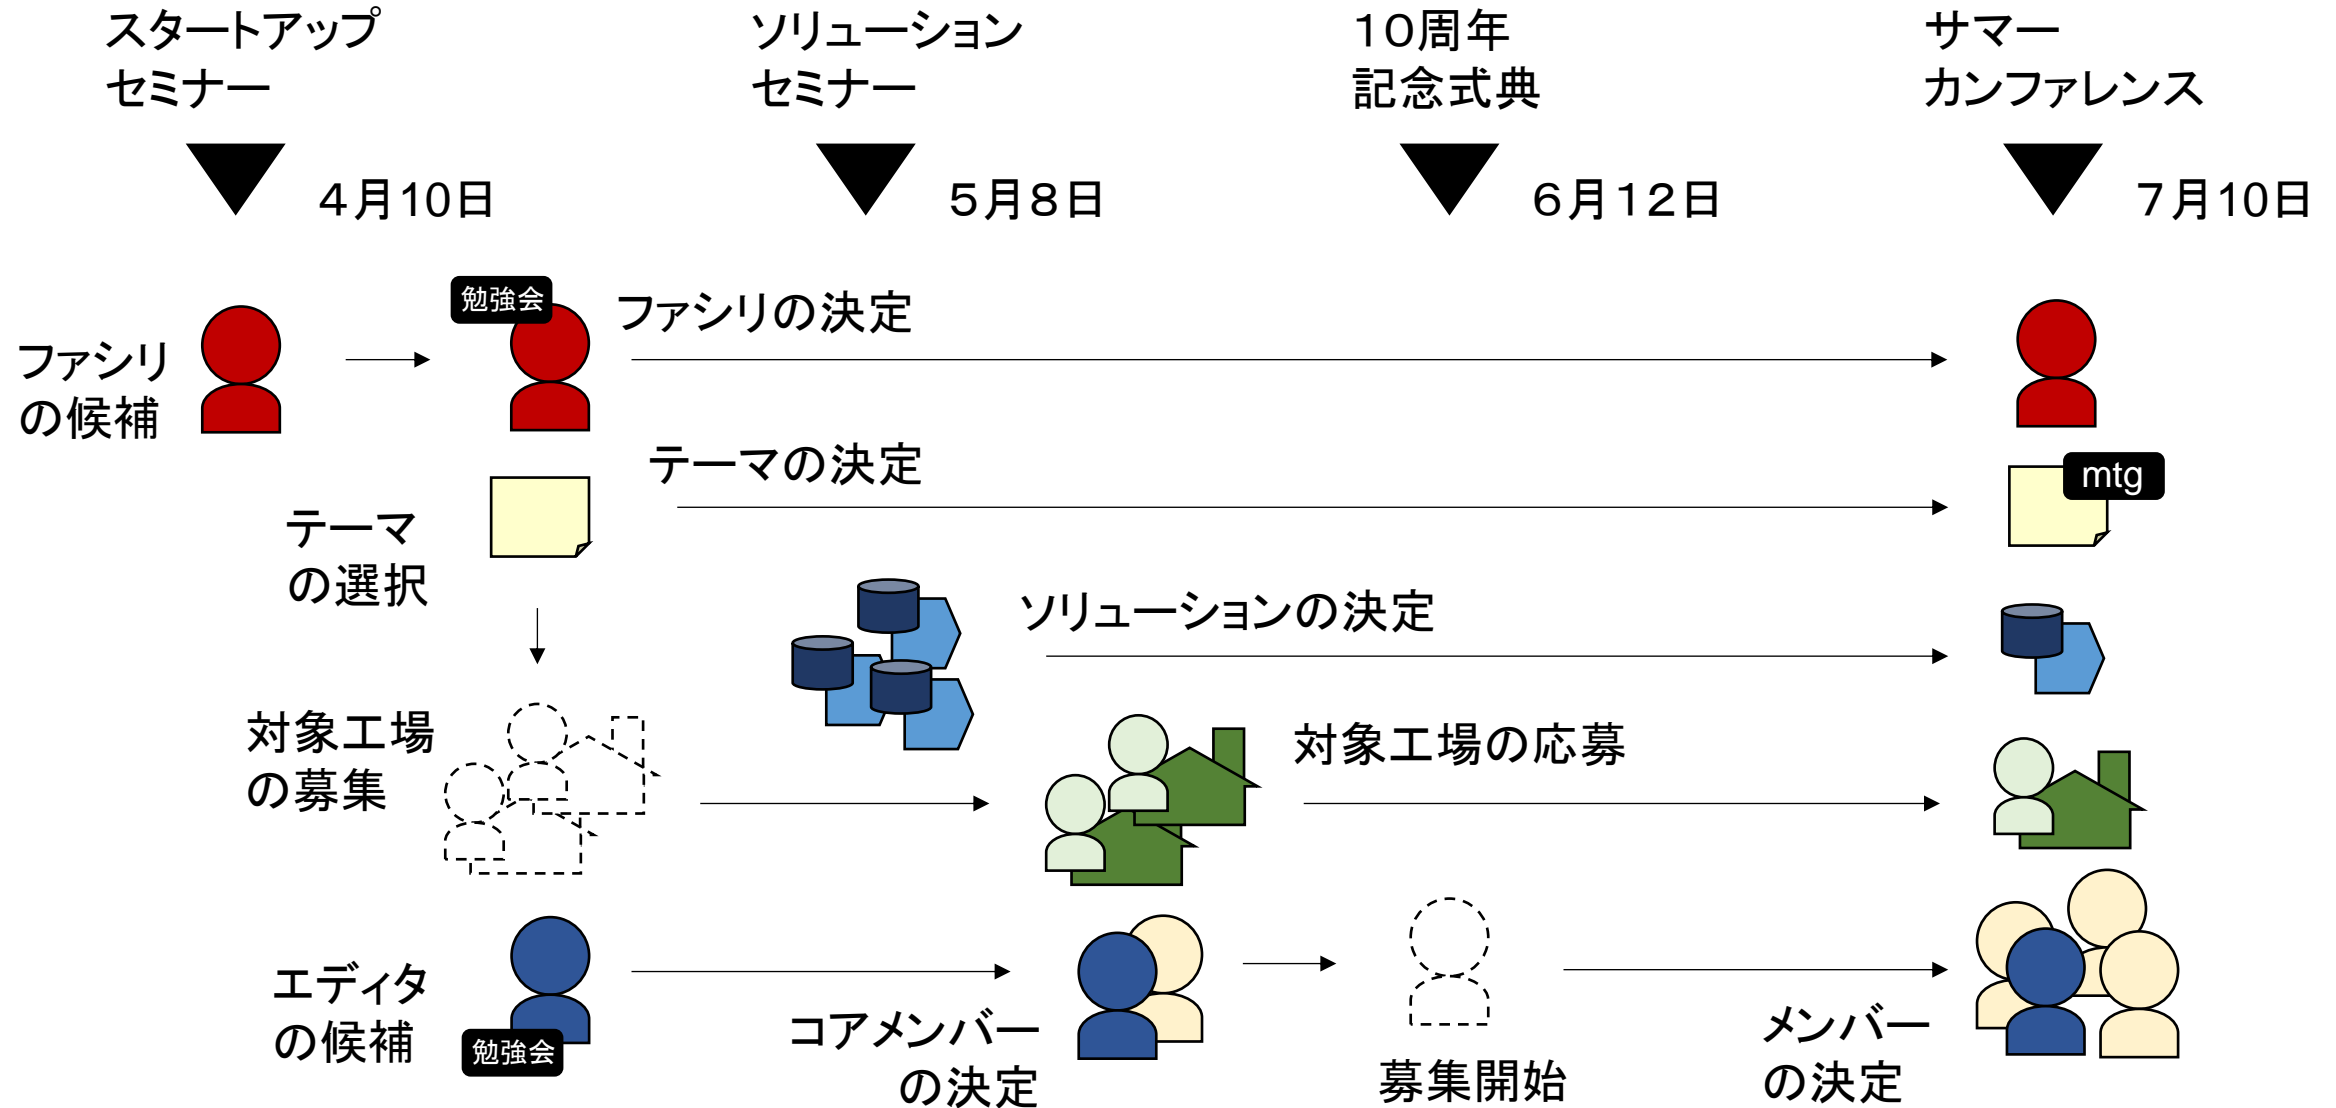 スタートアップ
セミナー
ソリューション
セミナー
１０周年
記念式典
サマー
カンファレンス
４月10日
５月８日
６月１２日
７月10日
勉強会
ファシリの決定
ファシリ
の候補
テーマの決定
mtg
テーマ
の選択
ソリューションの決定
対象工場
の募集
対象工場の応募
エディタ
の候補
勉強会
コアメンバー
の決定
募集開始
メンバー
の決定